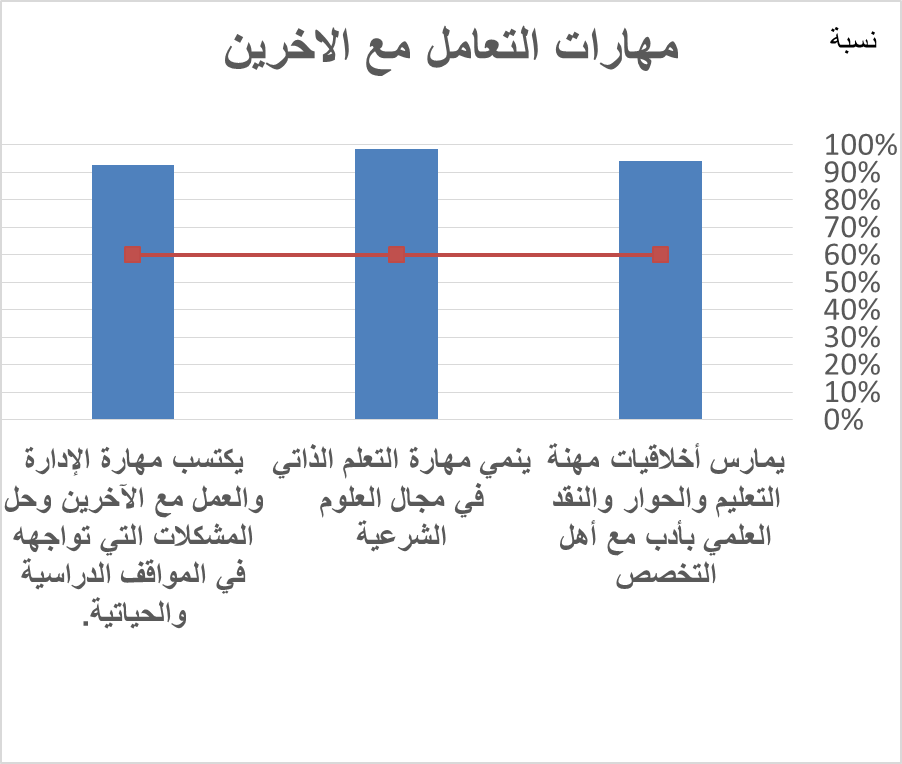 نسبة
مهارات التعامل مع الاخرين
100%
90%
80%
70%
60%
50%
40%
30%
20%
10%
0%
يمارس أخلاقيات مهنة
التعليم والحوار والنقد
العلمي بأدب مع أهل
التخصص
ينمي مهارة التعلم الذاتي
في مجال العلوم
الشرعية
يكتسب مهارة الإدارة
والعمل مع الآخرين وحل
المشكلات التي تواجهه
في المواقف الدراسية
والحياتية.